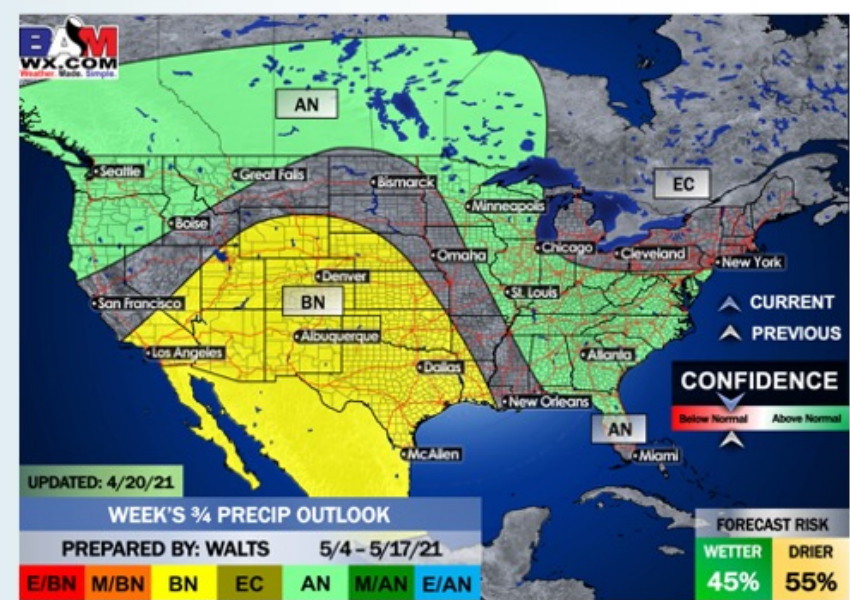 BAM
WX.COM
Weather. Made. Simple.
AN
EC
Seattle
Great Falls
Bismarck
Minneapolis
Boise
Omaha
Chicago
Cleveland
New York
San Francisco
Denver
BN
St. Louis
Albuquerque
Los Angeles
Dallas
Atlanta
New Orleans
McAllen
AN
Miami
CURRENT
PREVIOUS
CONFIDENCE
Below Normal Above Normal
UPDATED: 4/20/21
WEEK'S ¾ PRECIP OUTLOOK
PREPARED BY: WALTS 5/4 – 5/17/21
E/BN M/BN BN EC AN M/AN E/AN
FORECAST RISK
WETTER DRIER
45% 55%